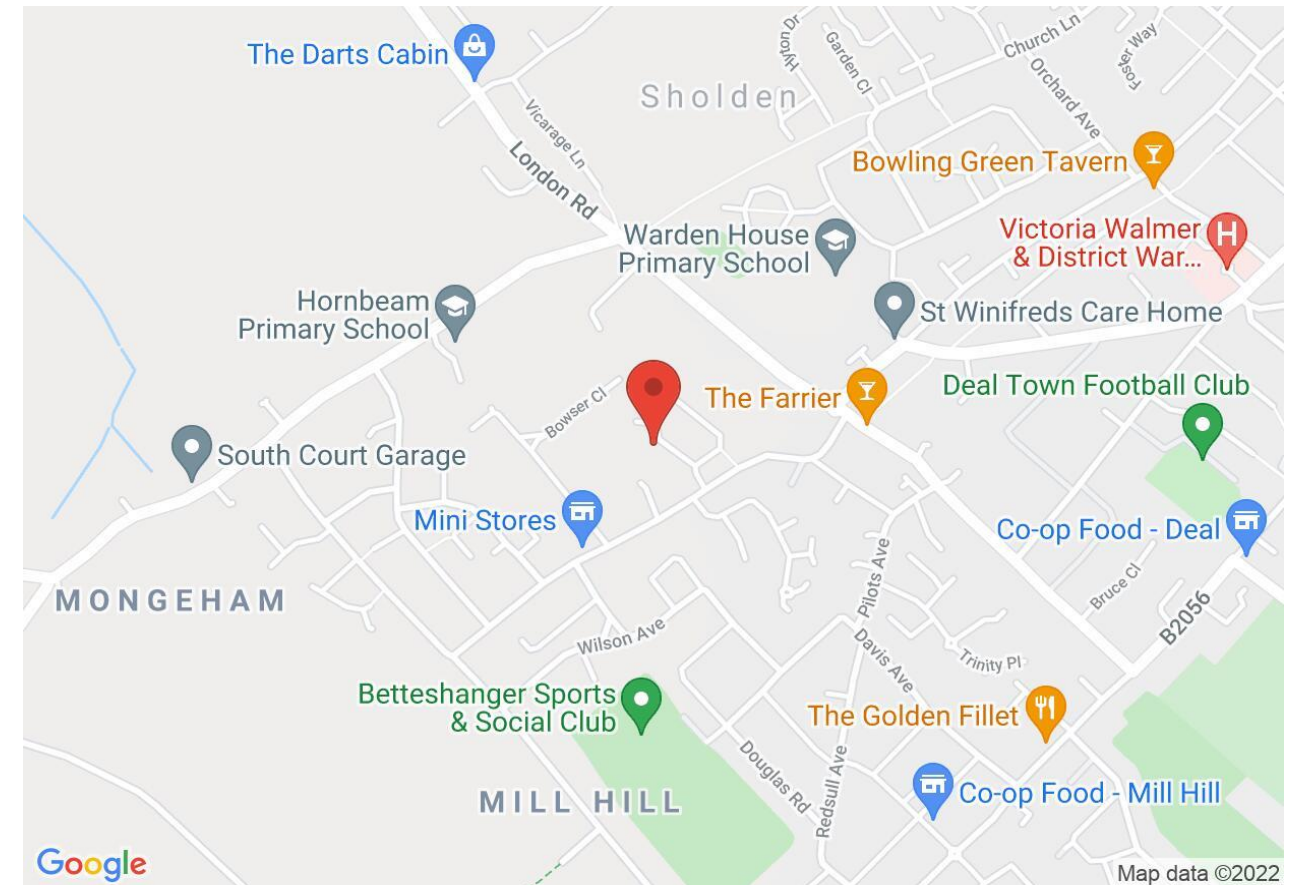 The Darts Cabin
Hyton Dr
Garden Cl
Church Ln
Foster Way
Orchard Ave
Sholden
Vicarage Ln
London Rd
Bowling Green Tavern
Warden House
Primary School
Victoria Walmer
& District War...
H
Hornbeam
Primary School
St Winifreds Care Home
Bowser Cl
The Farrier
Deal Town Football Club
South Court Garage
Mini Stores
Co-op Food - Deal
MONGEHAM
Pilots Ave
Bruce Cl
B2056
Wilson Ave
Davis Ave
Trinity Pl
Betteshanger Sports
& Social Club
The Golden Fillet
Douglas Rd
Redsull Ave
MILL HILL
Co-op Food - Mill Hill
Google
Map data ©2022